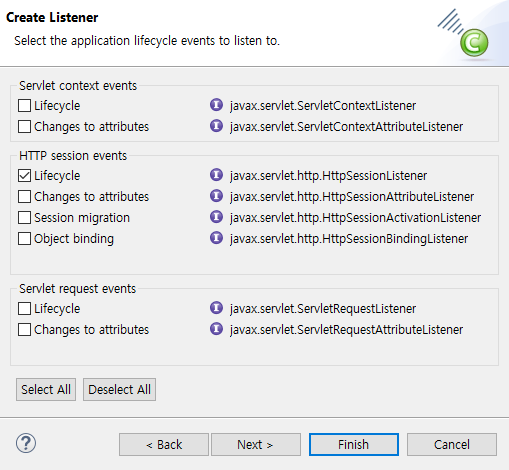 Create Listener
Select the application lifecycle events to listen to.
Servlet context events
Lifecycle javax.servlet.ServletContextListener
Changes to attributes javax.servlet.ServletContextAttributeListener
HTTP session events
Lifecycle javax.servlet.http.HttpSessionListener
Changes to attributes javax.servlet.http.HttpSessionAttributeListener
Session migration javax.servlet.http.HttpSessionActivationListener
Object binding javax.servlet.http.HttpSessionBindingListener
Servlet request events
Lifecycle javax.servlet.ServletRequestListener
Changes to attributes javax.servlet.ServletRequestAttributeListener
Select All Deselect All
? < Back Next > Finish Cancel